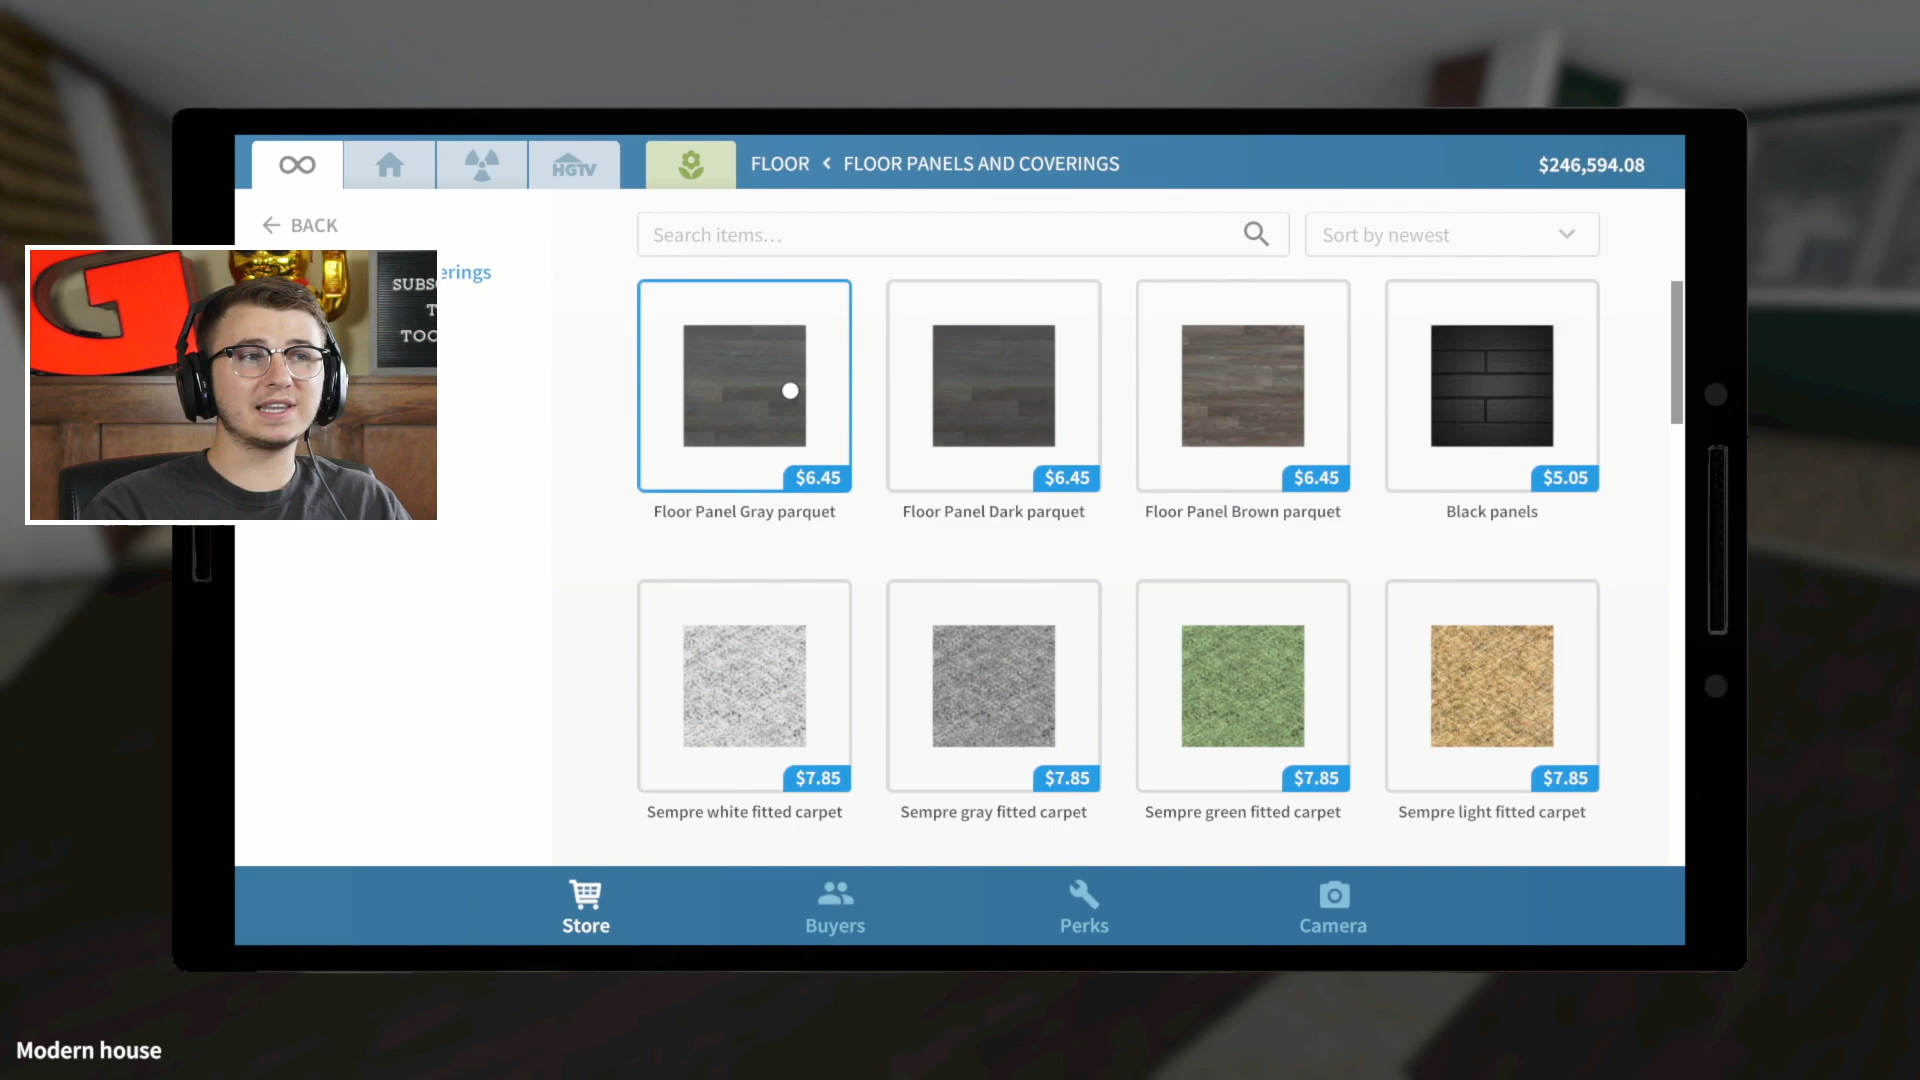 HGTV
FLOOR < FLOOR PANELS AND COVERINGS
$246,594.08
BACK
Search items...
Sort by newest
erings
SUBS
T
TOO
$6.45
$6.45
$6.45
$5.05
Floor Panel Gray parquet
Floor Panel Dark parquet
Floor Panel Brown parquet
Black panels
$7.85
$7.85
$7.85
$7.85
Sempre white fitted carpet
Sempre gray fitted carpet
Sempre green fitted carpet
Sempre light fitted carpet
Store
Buyers
Perks
Camera
Modern house